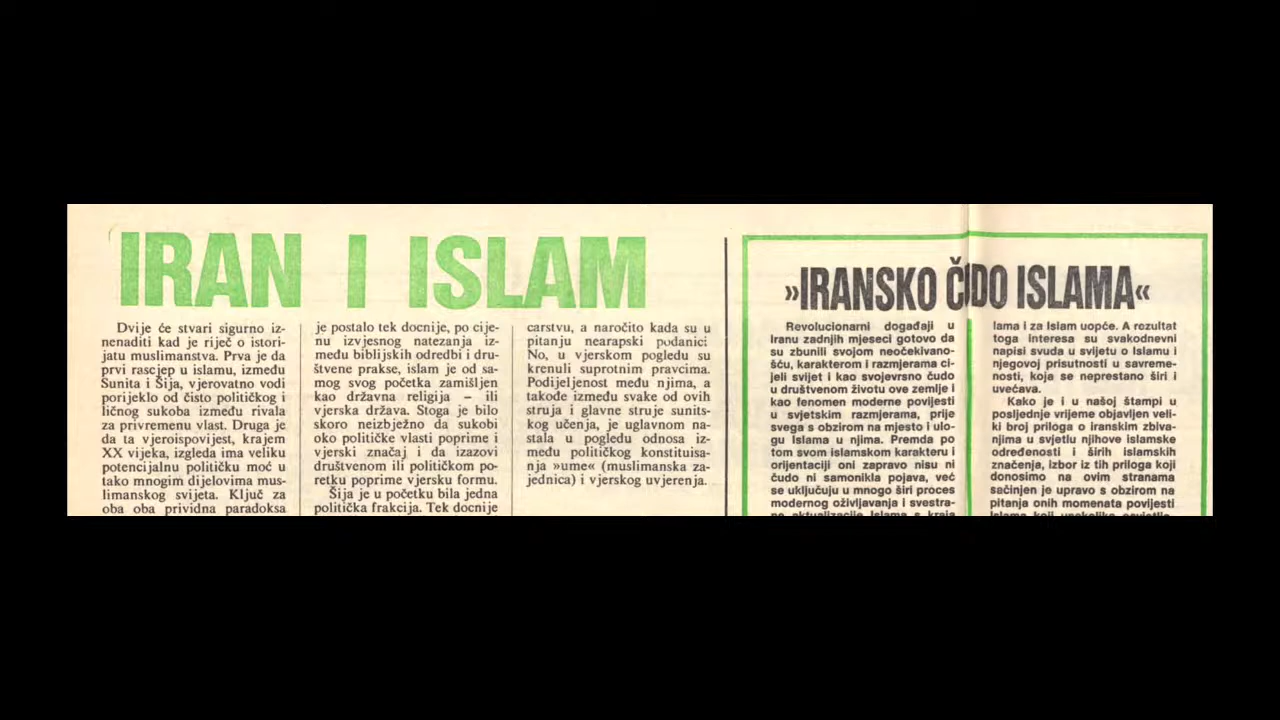 IRAN I ISLAM
Dvije će stvari sigurno iz-
nenaditi kad je riječ o istori-
jatu muslimanstva. Prva je da
prvi rascjep u islamu, između
Sunita i Šija, vjerovatno vodi
porijeklo od čisto političkog i
ličnog sukoba između rivala
za privremenu vlast. Druga je
da ta vjeroispovijest, krajem
XX vijeka, izgleda ima veliku
potencijalnu političku moć u
tako mnogim dijelovima mus-
limanskog svijeta. Ključ za
oba oba prividna paradoksa
je postalo tek docnije, po cije-
nu izvjesnog natezanja iz-
među biblijskih odredbi i dru-
štvene prakse, islam je od sa-
mog svog početka zamišljen
kao državna religija – ili
vjerska država. Stoga je bilo
skoro neizbježno da sukobi
oko političke vlasti poprime i
vjerski značaj i da izazovi
društvenom ili političkom po-
retku poprime vjersku formu.
Šija je u početku bila jedna
politička frakcija. Tek docnije
carstvu, a naročito kada su u
pitanju nearapski podanici
No, u vjerskom pogledu su
krenuli suprotnim pravcima.
Podijeljenost među njima, a
takođe između svake od ovih
struja i glavne struje sunits-
kog učenja, je uglavnom na-
stala u pogledu odnosa iz-
među političkog konstituisa-
nja »ume« (muslimanska za-
jednica) i vjerskog uvjerenja.
»IRANSKO ČUDO ISLAMA«
Revolucionarni događaji u
Iranu zadnjih mjeseci gotovo da
su zbunili svojom neočekivano-
šću, karakterom i razmjerama ci-
jeli svijet i kao svojevrsno čudo
u društvenom životu ove zemlje i
kao fenomen moderne povijesti
u svjetskim razmjerama, prije
svega s obzirom na mjesto i ulo-
gu Islama u njima. Premda po
tom svom islamskom karakteru i
orijentaciji oni zapravo nisu ni
čudo ni samonikla pojava, već
se uključuju u mnogo širi proces
modernog oživljavanja i svestra-
ne aktualizacije Islama s kraja
lama i za Islam uopće. A rezultat
toga interesa su svakodnevni
napisi svuda u svijetu o Islamu i
njegovoj prisutnosti u savreme-
nosti, koja se neprestano širi i
uvećava.
Kako je i u našoj štampi u
posljednje vrijeme objavljen veli-
ki broj priloga o iranskim zbiva-
njima u svjetlu njihove islamske
određenosti i širih islamskih
značenja, izbor iz tih priloga koji
donosimo na ovim stranama
sačinjen je upravo s obzirom na
pitanja onih momenata povijesti
Islama koji unekoliko